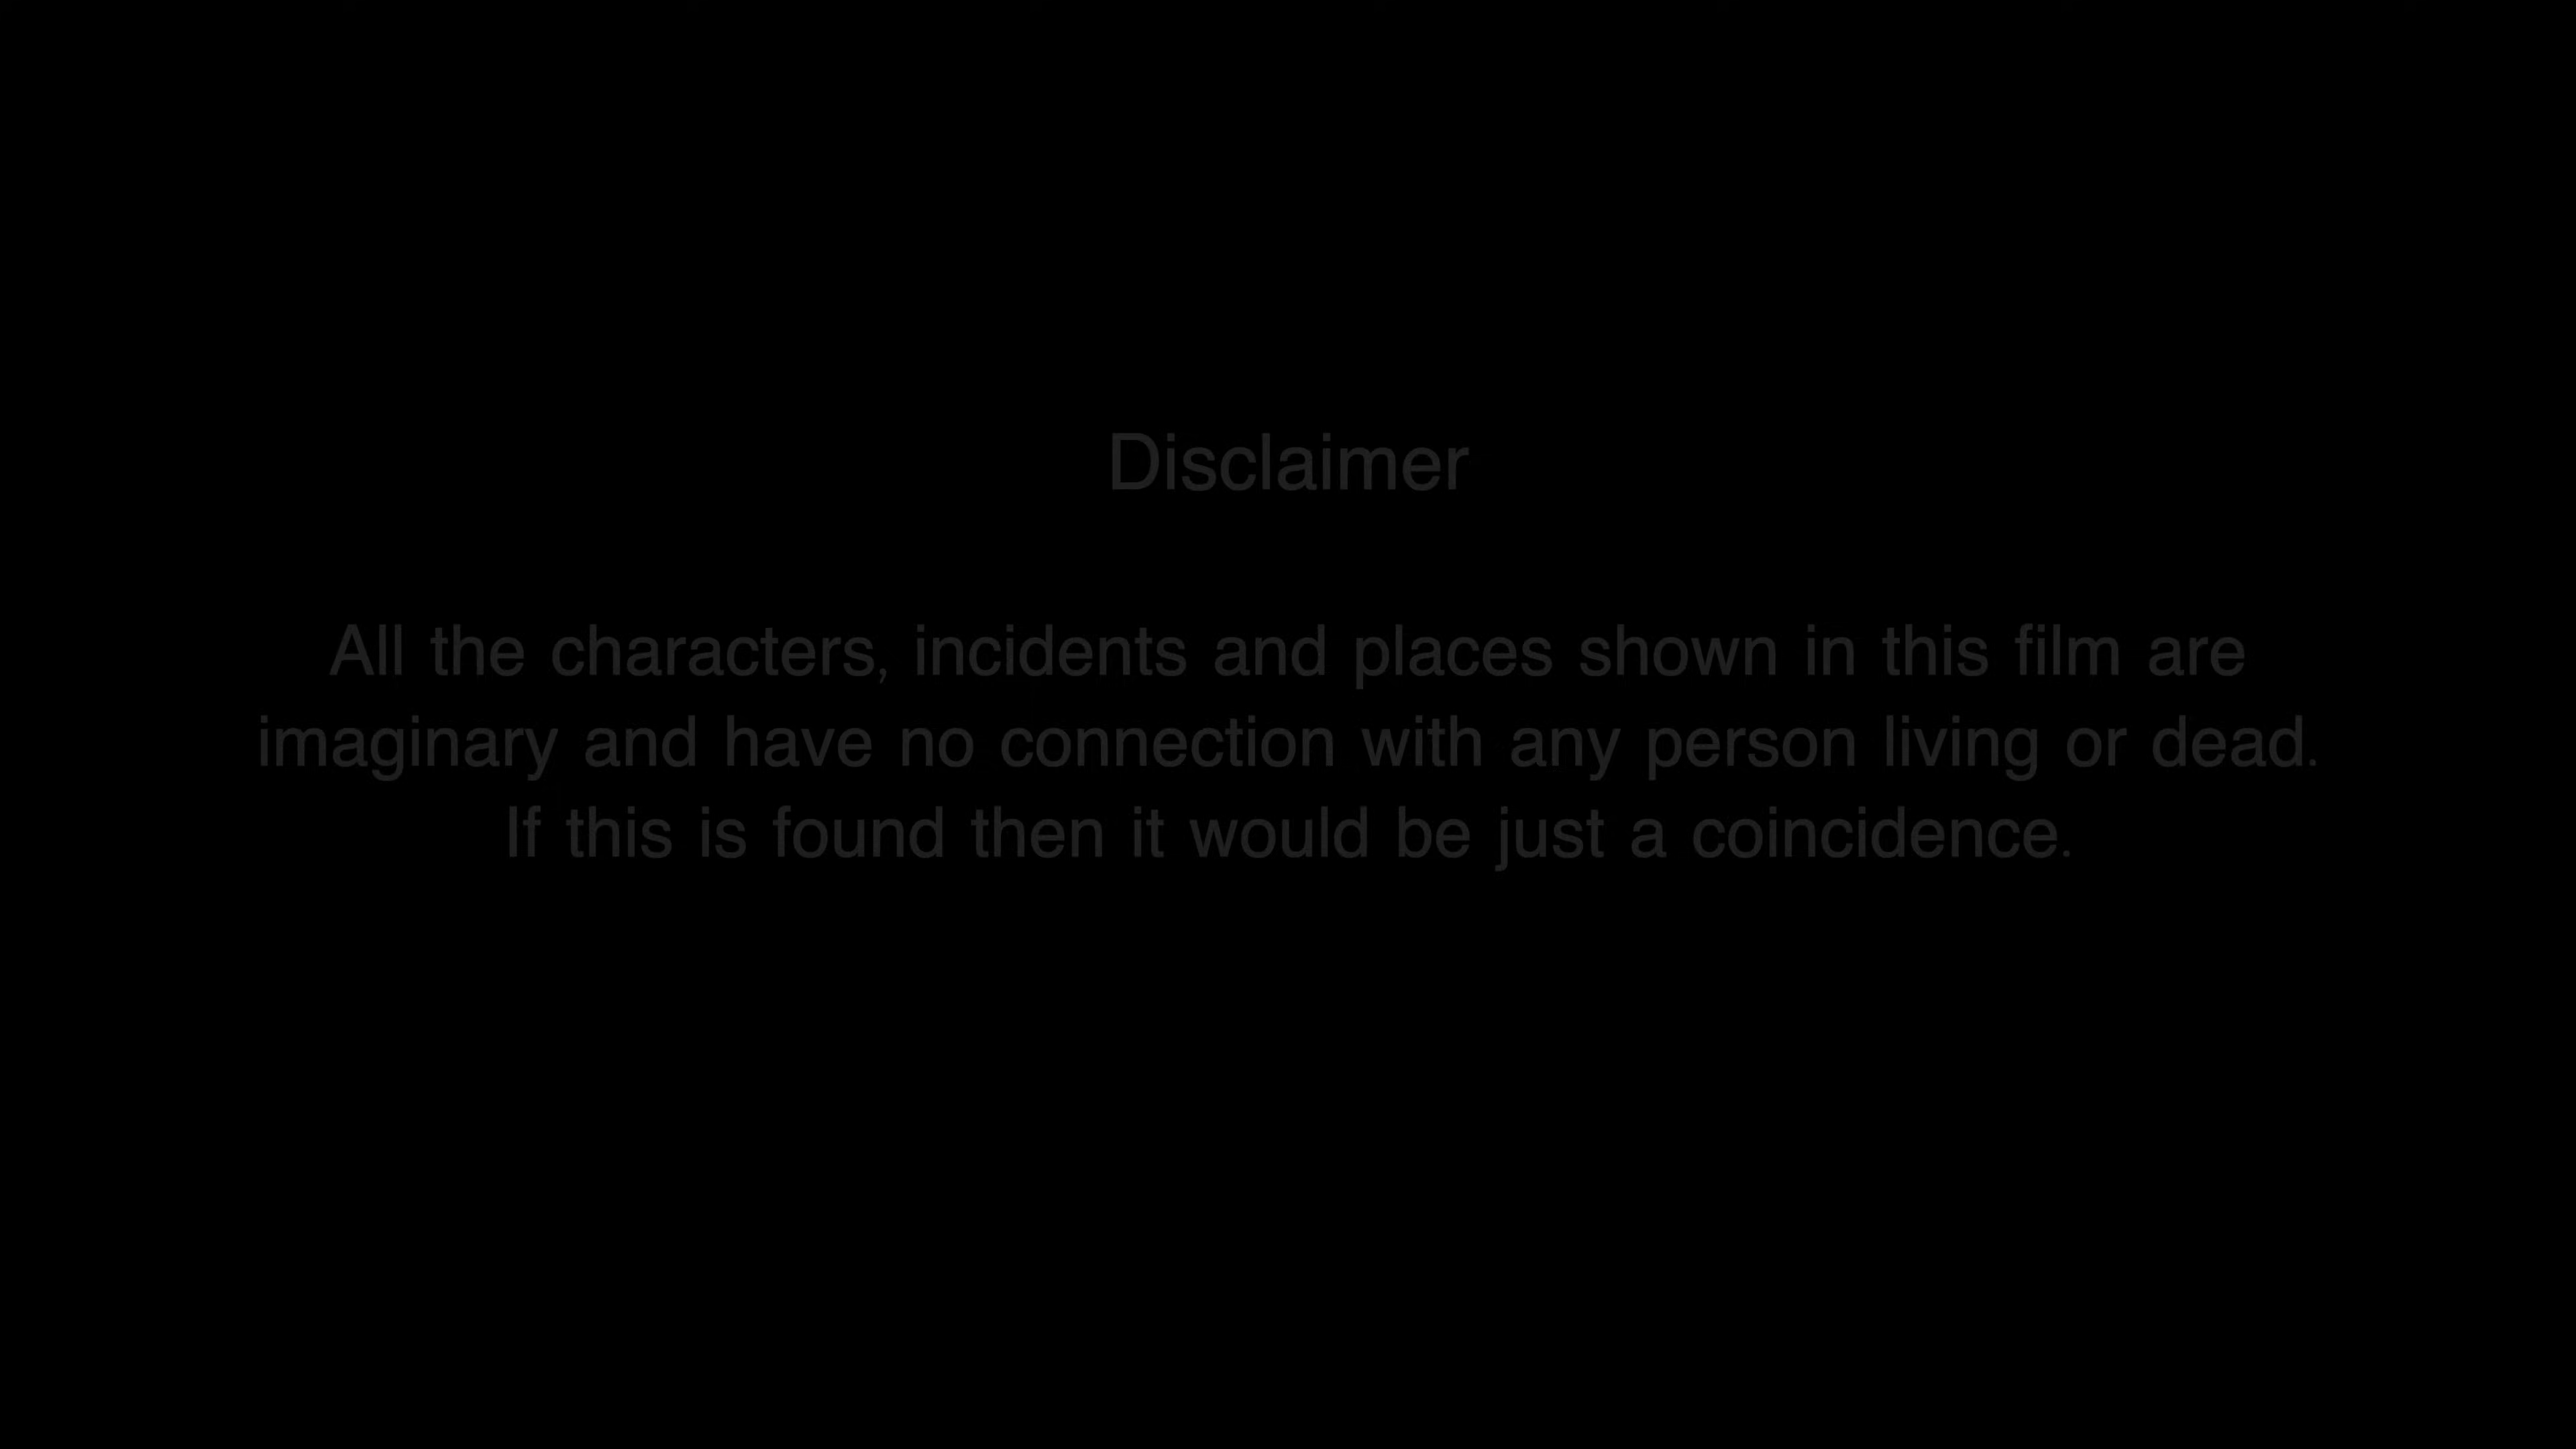 Disclaimer
All the characters, incidents and places shown in this film are
imaginary and have no connection with any person living or dead.
If this is found then it would be just a coincidence.